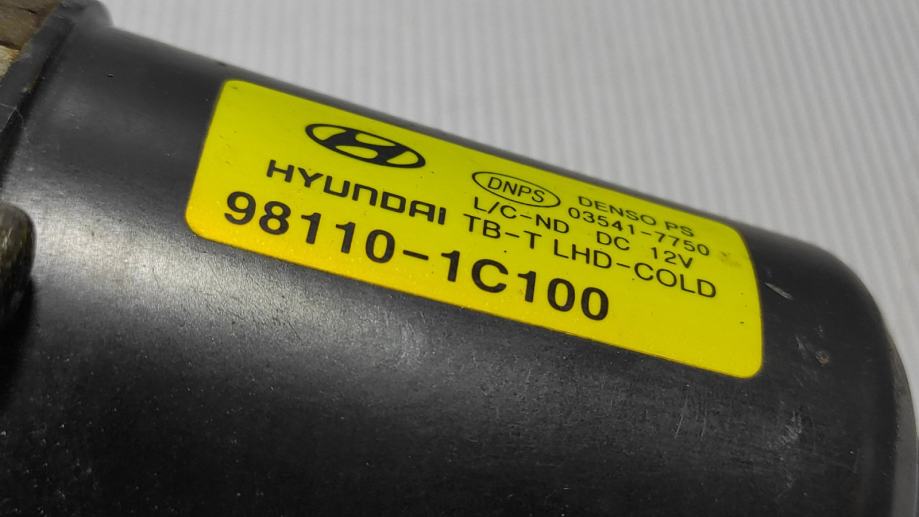 HYUNDAI
DNPS DENSO PS
03541-7750
L/C-ND DC 12V
TB-T LHD-COLD
98110-1C100